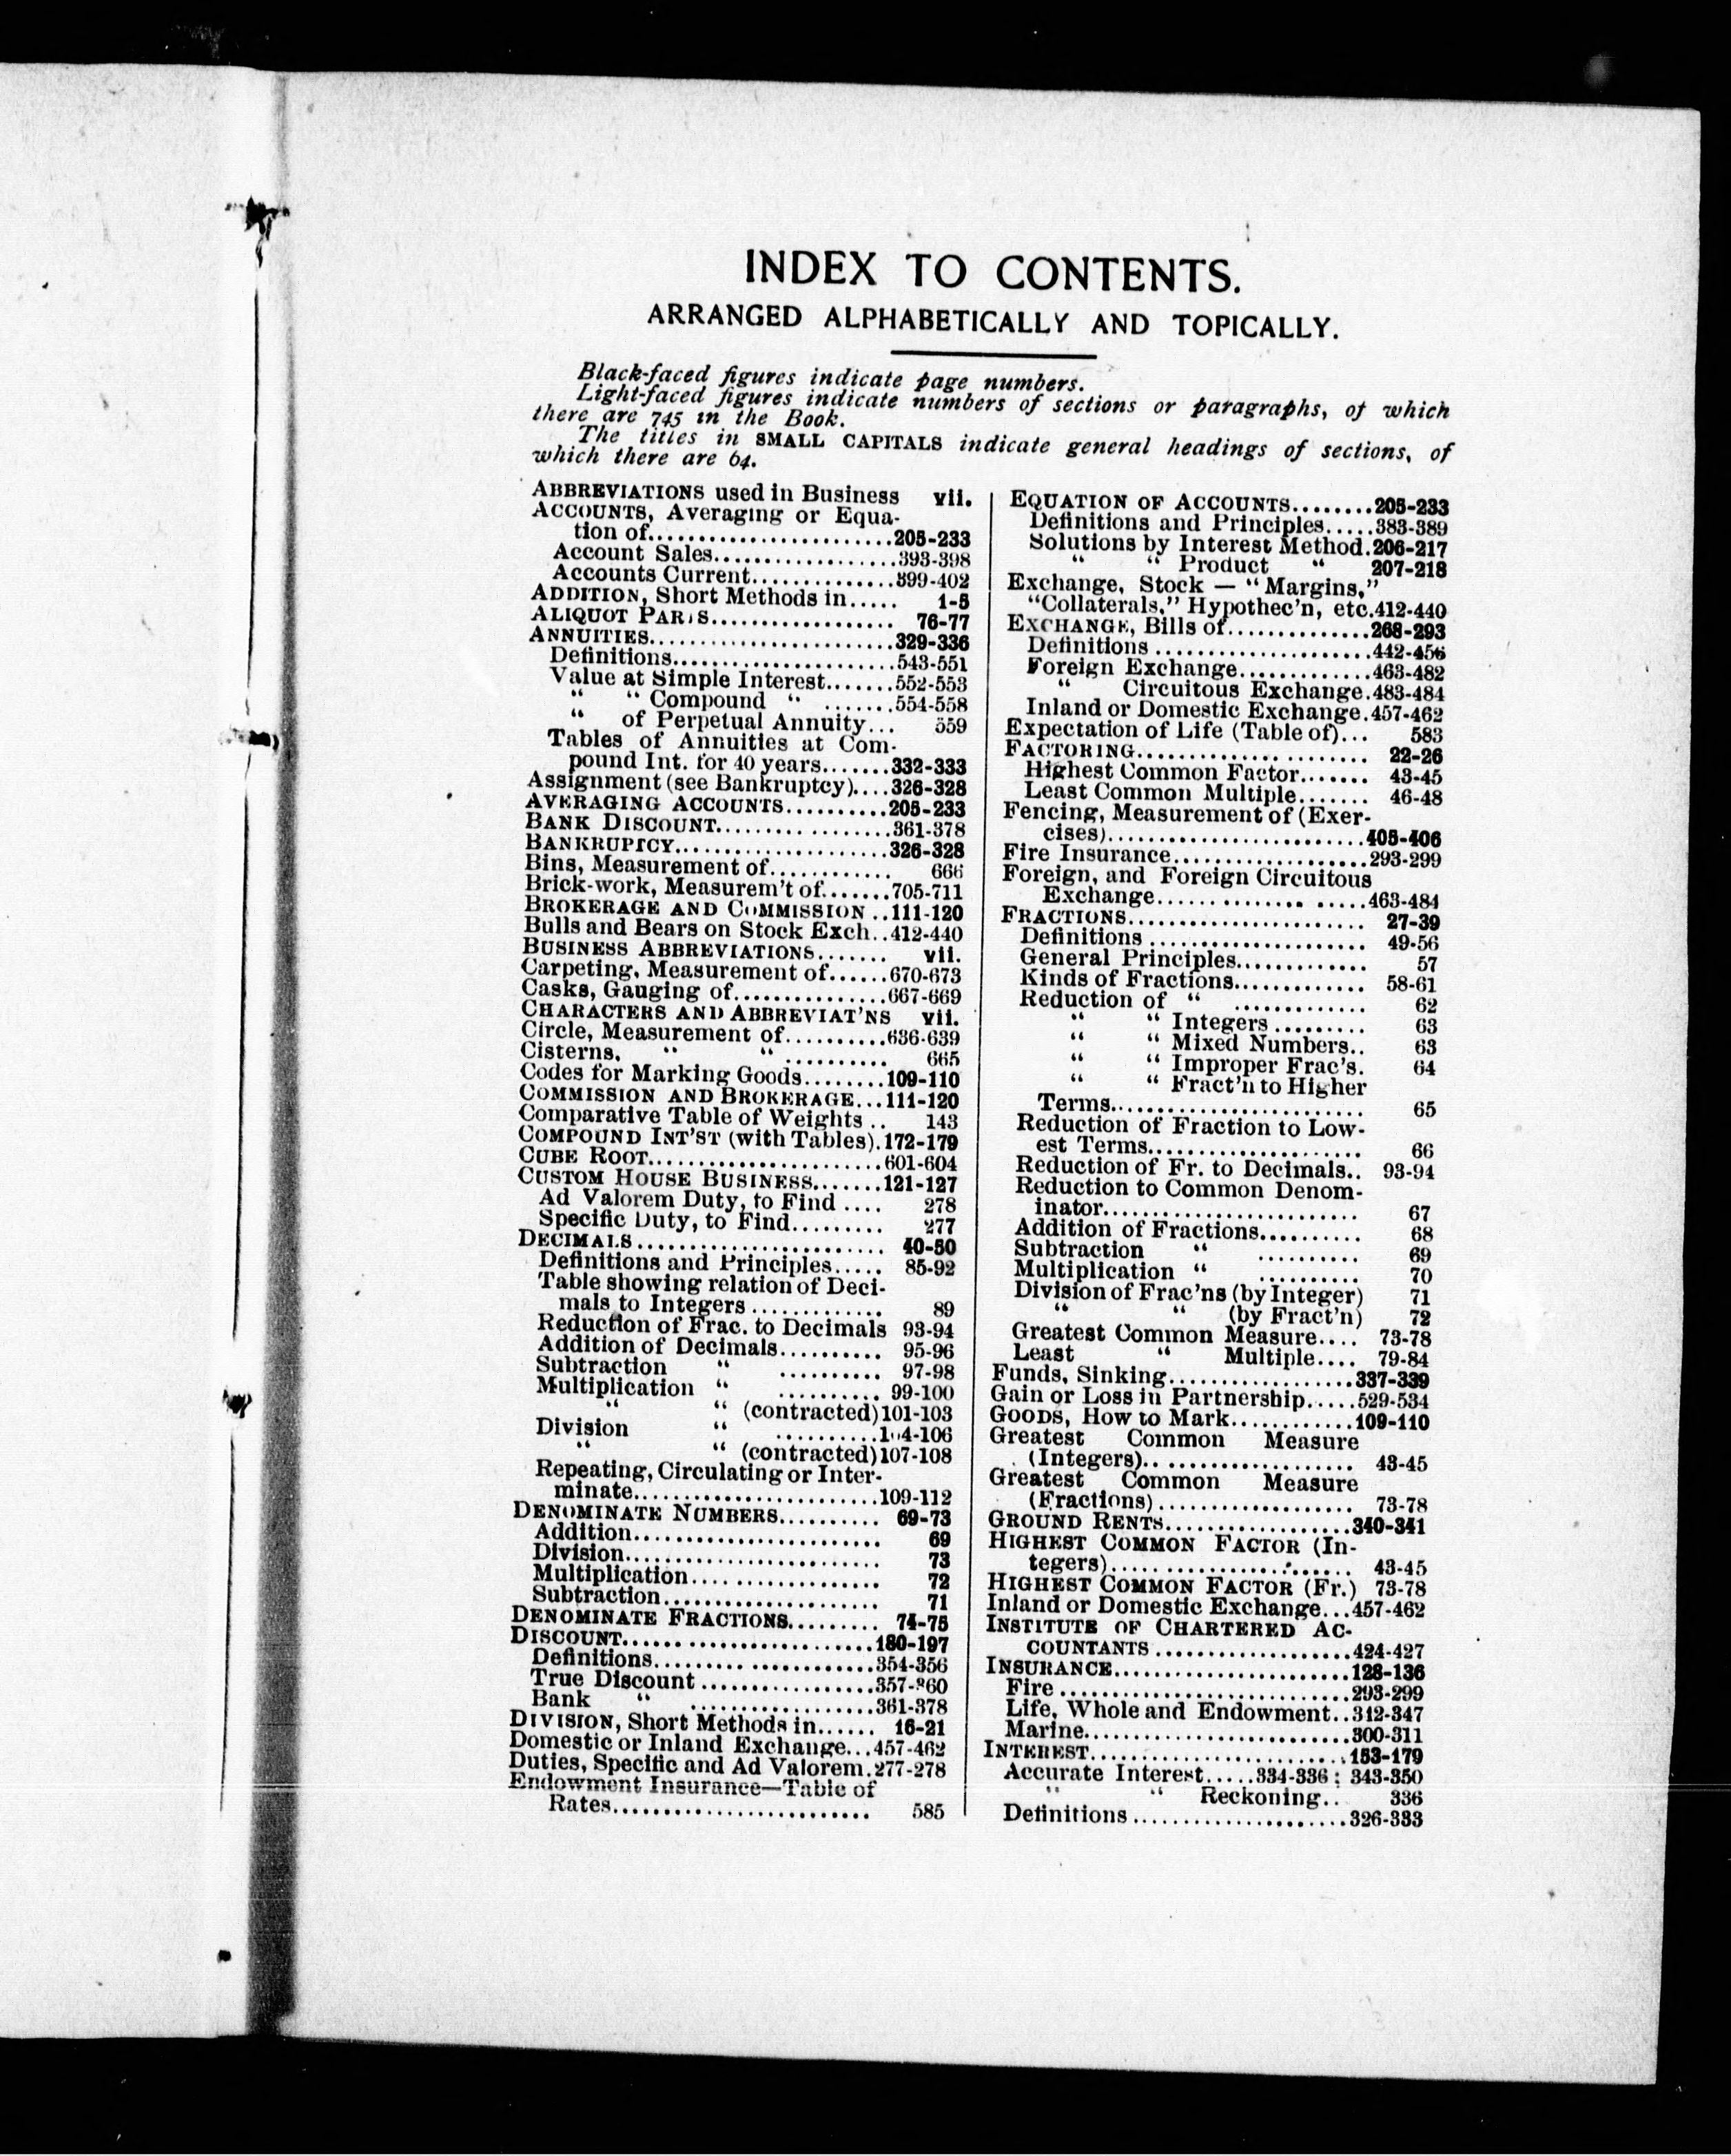 INDEX TO CONTENTS.
ARRANGED ALPHABETICALLY AND TOPICALLY.
Black-faced figures indicate page numbers.
Light-faced figures indicate numbers of sections or paragraphs, of which
there are 745 in the Book.
The titles in SMALL CAPITALS indicate general headings of sections, of
which there are 64.
ABBREVIATIONS used in Business vii.
ACCOUNTS, Averaging or Equa-
tion of........................205-233
Account Sales..................393-398
Accounts Current..............399-402
ADDITION, Short Methods in..... 1-5
ALIQUOT PARTS.................. 76-77
ANNUITIES........................329-336
Definitions......................543-551
Value at Simple Interest.......552-553
“ “ Compound “ .......554-558
“ of Perpetual Annuity... 559
Tables of Annuities at Com-
pound Int. for 40 years.......332-333
Assignment (see Bankruptcy)....326-328
AVERAGING ACCOUNTS..........205-233
BANK DISCOUNT.................361-378
BANKRUPTCY.....................326-328
Bins, Measurement of............ 666
Brick-work, Measurem't of.......705-711
BROKERAGE AND COMMISSION ..111-120
Bulls and Bears on Stock Exch..412-440
BUSINESS ABBREVIATIONS....... vii.
Carpeting, Measurement of......670-673
Casks, Gauging of...............667-669
CHARACTERS AND ABBREVIAT'NS vii.
Circle, Measurement of..........636-639
Cisterns, “ “ .......... 665
Codes for Marking Goods........109-110
COMMISSION AND BROKERAGE...111-120
Comparative Table of Weights .. 143
COMPOUND INT'ST (with Tables).172-179
CUBE ROOT.......................601-604
CUSTOM HOUSE BUSINESS.......121-127
Ad Valorem Duty, to Find .... 278
Specific Duty, to Find......... 277
DECIMALS......................... 40-50
Definitions and Principles..... 85-92
Table showing relation of Deci-
mals to Integers ............. 89
Reduction of Frac. to Decimals 93-94
Addition of Decimals.......... 95-96
Subtraction “ .......... 97-98
Multiplication “ .......... 99-100
“ “ (contracted)101-103
Division “ ..........104-106
“ “ (contracted)107-108
Repeating, Circulating or Inter-
minate........................109-112
DENOMINATE NUMBERS.......... 69-73
Addition......................... 69
Division......................... 73
Multiplication................... 72
Subtraction...................... 71
DENOMINATE FRACTIONS......... 74-75
DISCOUNT.........................180-197
Definitions......................354-356
True Discount .................357-360
Bank “ ..................361-378
DIVISION, Short Methods in...... 16-21
Domestic or Inland Exchange...457-462
Duties, Specific and Ad Valorem.277-278
Endowment Insurance—Table of
Rates......................... 585
EQUATION OF ACCOUNTS........205-233
Definitions and Principles.....383-389
Solutions by Interest Method.206-217
“ “ Product “ 207-218
Exchange, Stock — “Margins,”
“Collaterals,” Hypothec'n, etc.412-440
EXCHANGE, Bills of..............268-293
Definitions .....................442-456
Foreign Exchange.............463-482
“ Circuitous Exchange.483-484
Inland or Domestic Exchange.457-462
Expectation of Life (Table of)... 583
FACTORING....................... 22-26
Highest Common Factor....... 43-45
Least Common Multiple....... 46-48
Fencing, Measurement of (Exer-
cises).........................405-406
Fire Insurance...................293-299
Foreign, and Foreign Circuitous
Exchange.....................463-484
FRACTIONS........................ 27-39
Definitions ..................... 49-56
General Principles............. 57
Kinds of Fractions............. 58-61
Reduction of “ ............. 62
“ “ Integers ......... 63
“ “ Mixed Numbers.. 63
“ “ Improper Frac's. 64
“ “ Fract'n to Higher
Terms......................... 65
Reduction of Fraction to Low-
est Terms..................... 66
Reduction of Fr. to Decimals.. 93-94
Reduction to Common Denom-
inator......................... 67
Addition of Fractions.......... 68
Subtraction “ .......... 69
Multiplication “ .......... 70
Division of Frac'ns (by Integer) 71
“ “ (by Fract'n) 72
Greatest Common Measure.... 73-78
Least “ Multiple.... 79-84
Funds, Sinking..................337-339
Gain or Loss in Partnership.....529-534
GOODS, How to Mark............109-110
Greatest Common Measure
(Integers)..................... 43-45
Greatest Common Measure
(Fractions) ................... 73-78
GROUND RENTS..................340-341
HIGHEST COMMON FACTOR (In-
tegers)........................ 43-45
HIGHEST COMMON FACTOR (Fr.) 73-78
Inland or Domestic Exchange...457-462
INSTITUTE OF CHARTERED AC-
COUNTANTS ...................424-427
INSURANCE.......................128-136
Fire .............................293-299
Life, Whole and Endowment..312-347
Marine..........................300-311
INTEREST.........................153-179
Accurate Interest.....334-336; 343-350
“ “ Reckoning.. 336
Definitions .....................326-333